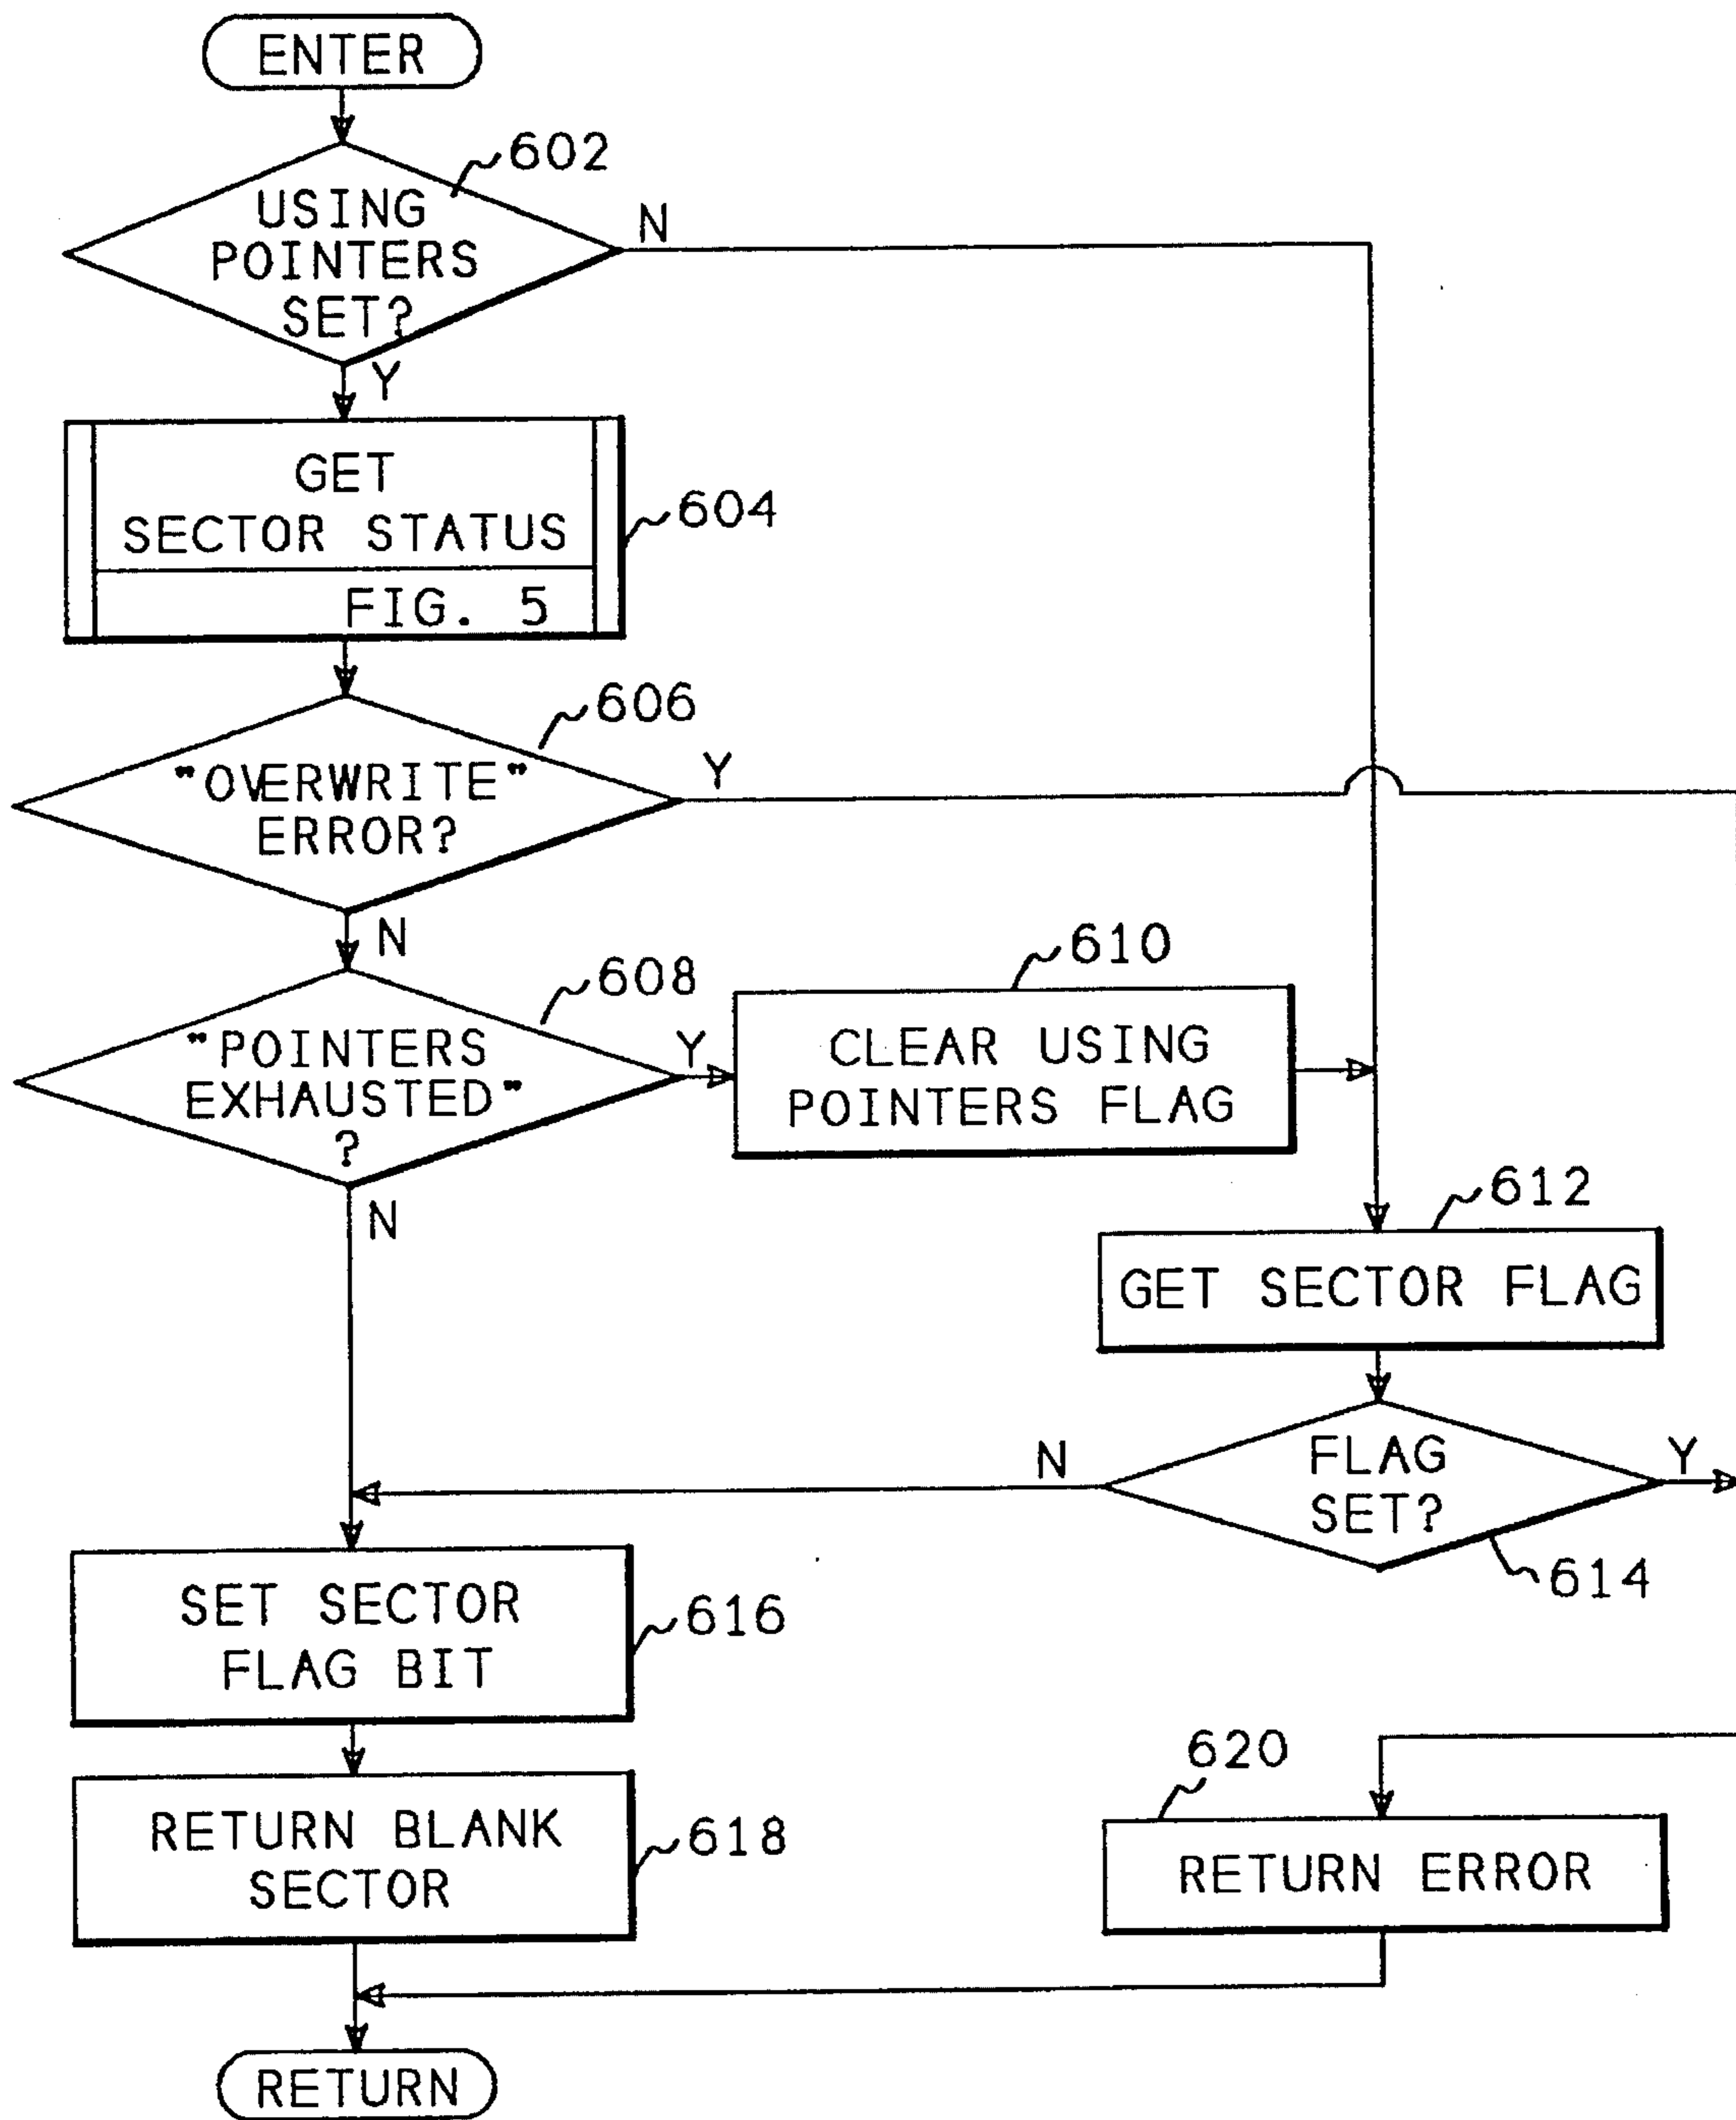 ENTER
602
USING
POINTERS
SET?
N
Y
GET
SECTOR STATUS
604
FIG. 5
606
"OVERWRITE"
ERROR?
Y
N
608
"POINTERS
EXHAUSTED"
?
Y
N
610
CLEAR USING
POINTERS FLAG
612
GET SECTOR FLAG
FLAG
SET?
N
Y
614
SET SECTOR
FLAG BIT
616
RETURN BLANK
SECTOR
618
620
RETURN ERROR
RETURN